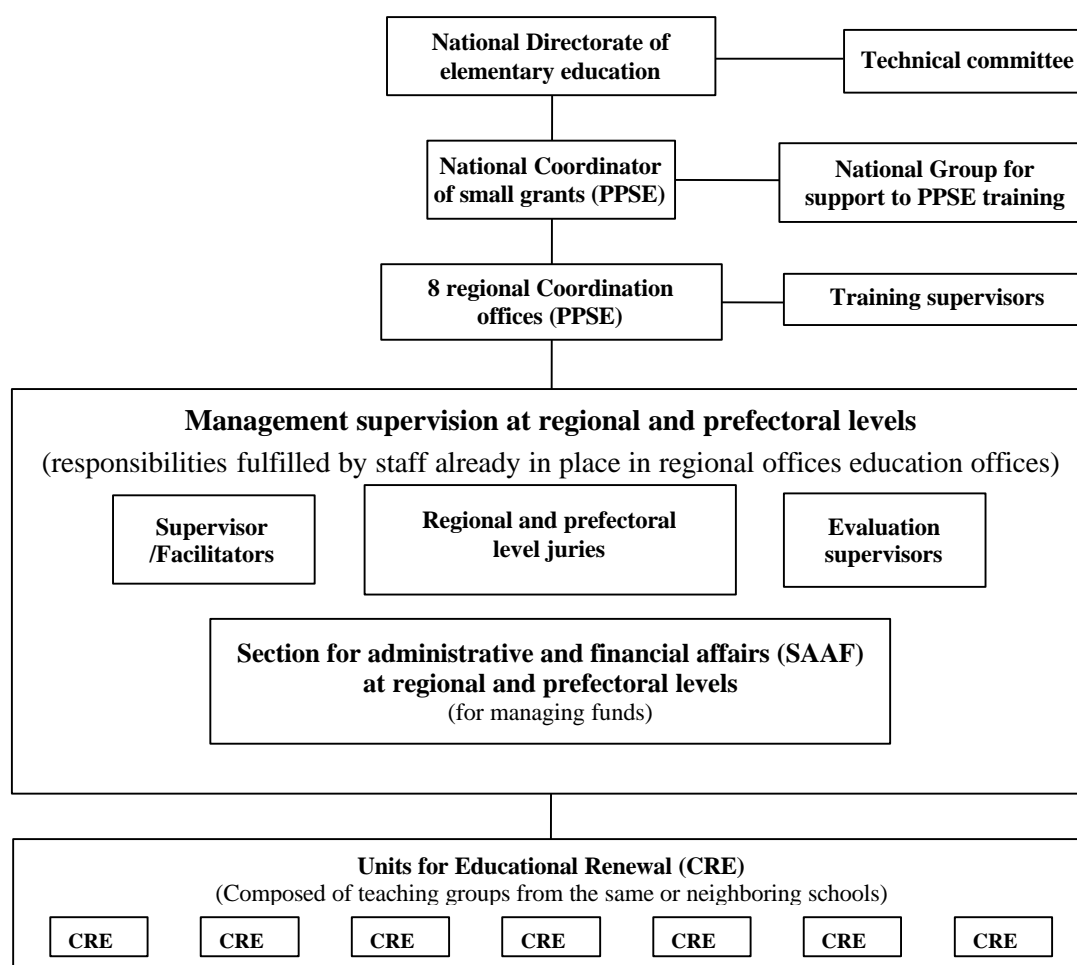 National Directorate of
elementary education
Technical committee
National Coordinator
of small grants (PPSE)
National Group for
support to PPSE training
8 regional Coordination
offices (PPSE)
Training supervisors
Management supervision at regional and prefectoral levels
(responsibilities fulfilled by staff already in place in regional offices education offices)
Supervisor
/Facilitators
Regional and prefectoral
level juries
Evaluation
supervisors
Section for administrative and financial affairs (SAAF)
at regional and prefectoral levels
(for managing funds)
Units for Educational Renewal (CRE)
(Composed of teaching groups from the same or neighboring schools)
CRE CRE CRE CRE CRE CRE CRE